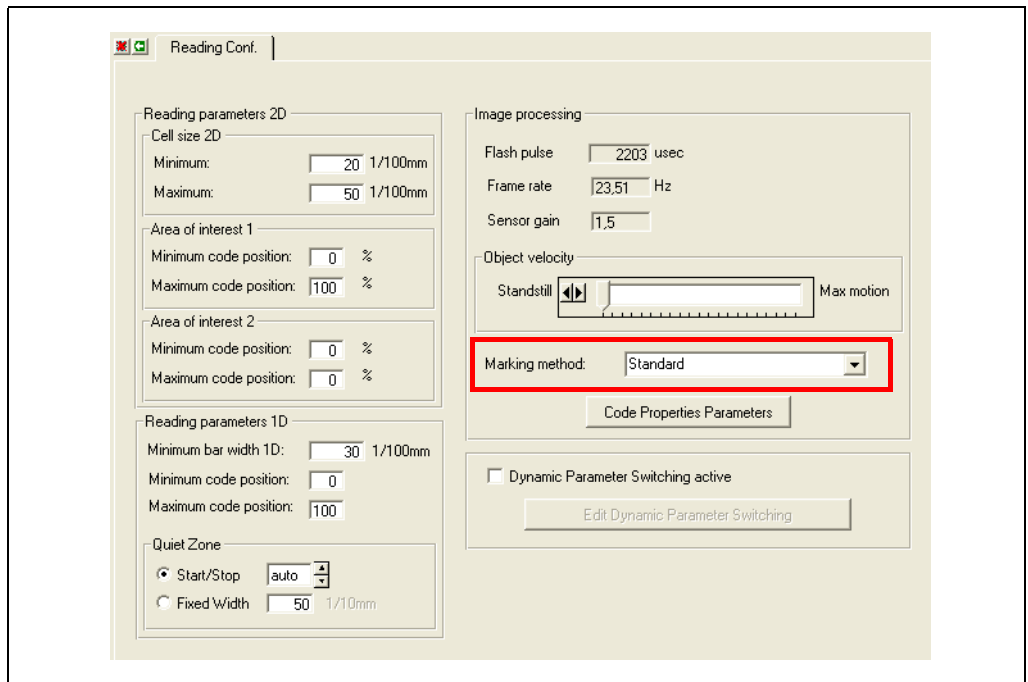 Reading Conf.
Reading parameters 2D
Cell size 2D
Minimum: 20 1/100mm
Maximum: 50 1/100mm
Area of interest 1
Minimum code position: 0 %
Maximum code position: 100 %
Area of interest 2
Minimum code position: 0 %
Maximum code position: 0 %
Reading parameters 1D
Minimum bar width 1D: 30 1/100mm
Minimum code position: 0
Maximum code position: 100
Quiet Zone
Start/Stop auto
Fixed Width 50 1/10mm
Image processing
Flash pulse 2203 usec
Frame rate 23,51 Hz
Sensor gain 1,5
Object velocity
Standstill Max motion
Marking method: Standard
Code Properties Parameters
Dynamic Parameter Switching active
Edit Dynamic Parameter Switching